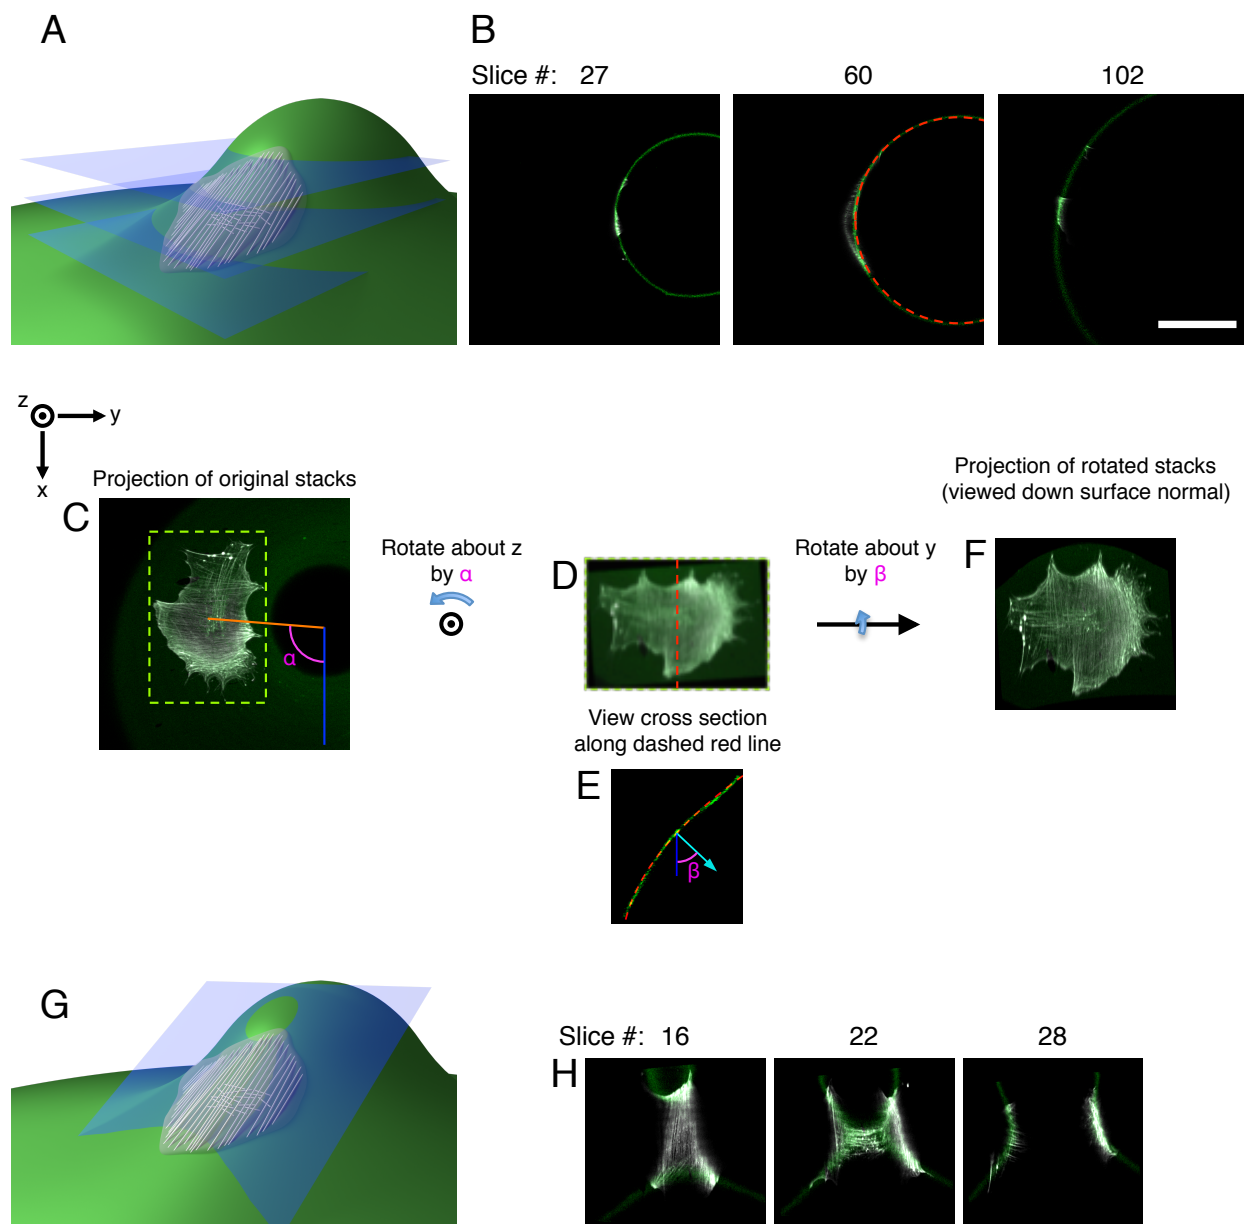 A
B
Slice #: 27
60
102
z
y
x
Projection of original stacks
C
α
Rotate about z
by α
D
View cross section
along dashed red line
E
β
Rotate about y
by β
Projection of rotated stacks
(viewed down surface normal)
F
G
Slice #: 16
22
28
H